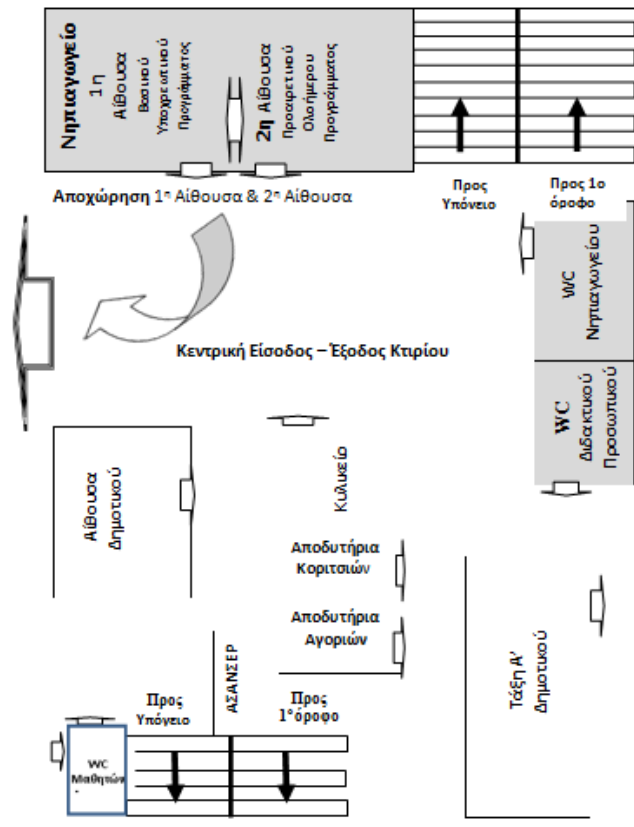 Νηπιαγωγείο
1η
Αίθουσα
Βασικού
Υποχρεωτικού
Προγράμματος
2η Αίθουσα
Προαιρετικού
Ολοήμερου
Προγράμματος
Αποχώρηση 1η Αίθουσα & 2η Αίθουσα
Προς
Υπόνειο
Προς 1ο
όροφο
WC
Νηπιαγωγείου
Κεντρική Είσοδος – Έξοδος Κτιρίου
WC
Διδακτικού
Προσωπικού
Αίθουσα
Δημοτικού
Κυλικείο
Αποδυτήρια
Κοριτσιών
Αποδυτήρια
Αγοριών
Τάξη Α’
Δημοτικού
Προς
Υπόγειο
ΑΣΑΝΣΕΡ
Προς
1°όροφο
WC
Μαθητών